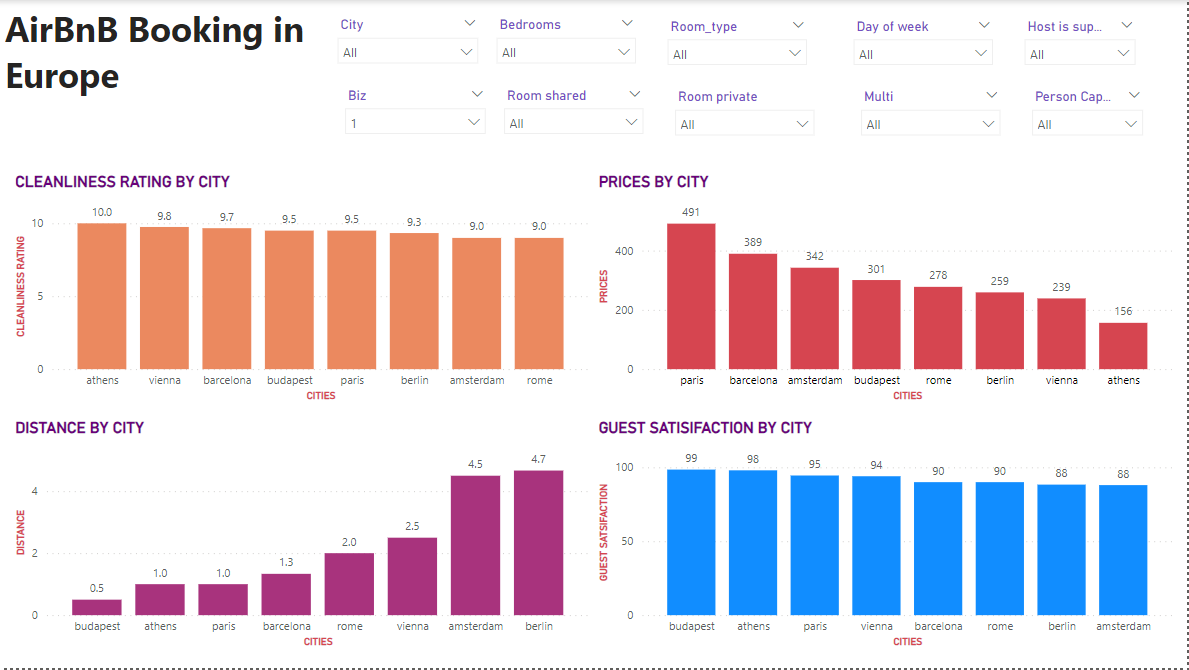 AirBnB Booking in
Europe
City
All
Bedrooms
All
Room_type
All
Day of week
All
Host is sup...
All
Biz
1
Room shared
All
Room private
All
Multi
All
Person Cap...
All
CLEANLINESS RATING BY CITY
CLEANLINESS RATING
10
5
0
10.0 9.8 9.7 9.5 9.5 9.3 9.0 9.0
athens vienna barcelona budapest paris berlin amsterdam rome
CITIES
PRICES BY CITY
PRICES
400
200
0
491 389 342 301 278 259 239 156
paris barcelona amsterdam budapest rome berlin vienna athens
CITIES
DISTANCE BY CITY
DISTANCE
4
2
0
0.5 1.0 1.0 1.3 2.0 2.5 4.5 4.7
budapest athens paris barcelona rome vienna amsterdam berlin
CITIES
GUEST SATISIFACTION BY CITY
GUEST SATSIFACTION
100
50
0
99 98 95 94 90 90 88 88
budapest athens paris vienna barcelona rome berlin amsterdam
CITIES